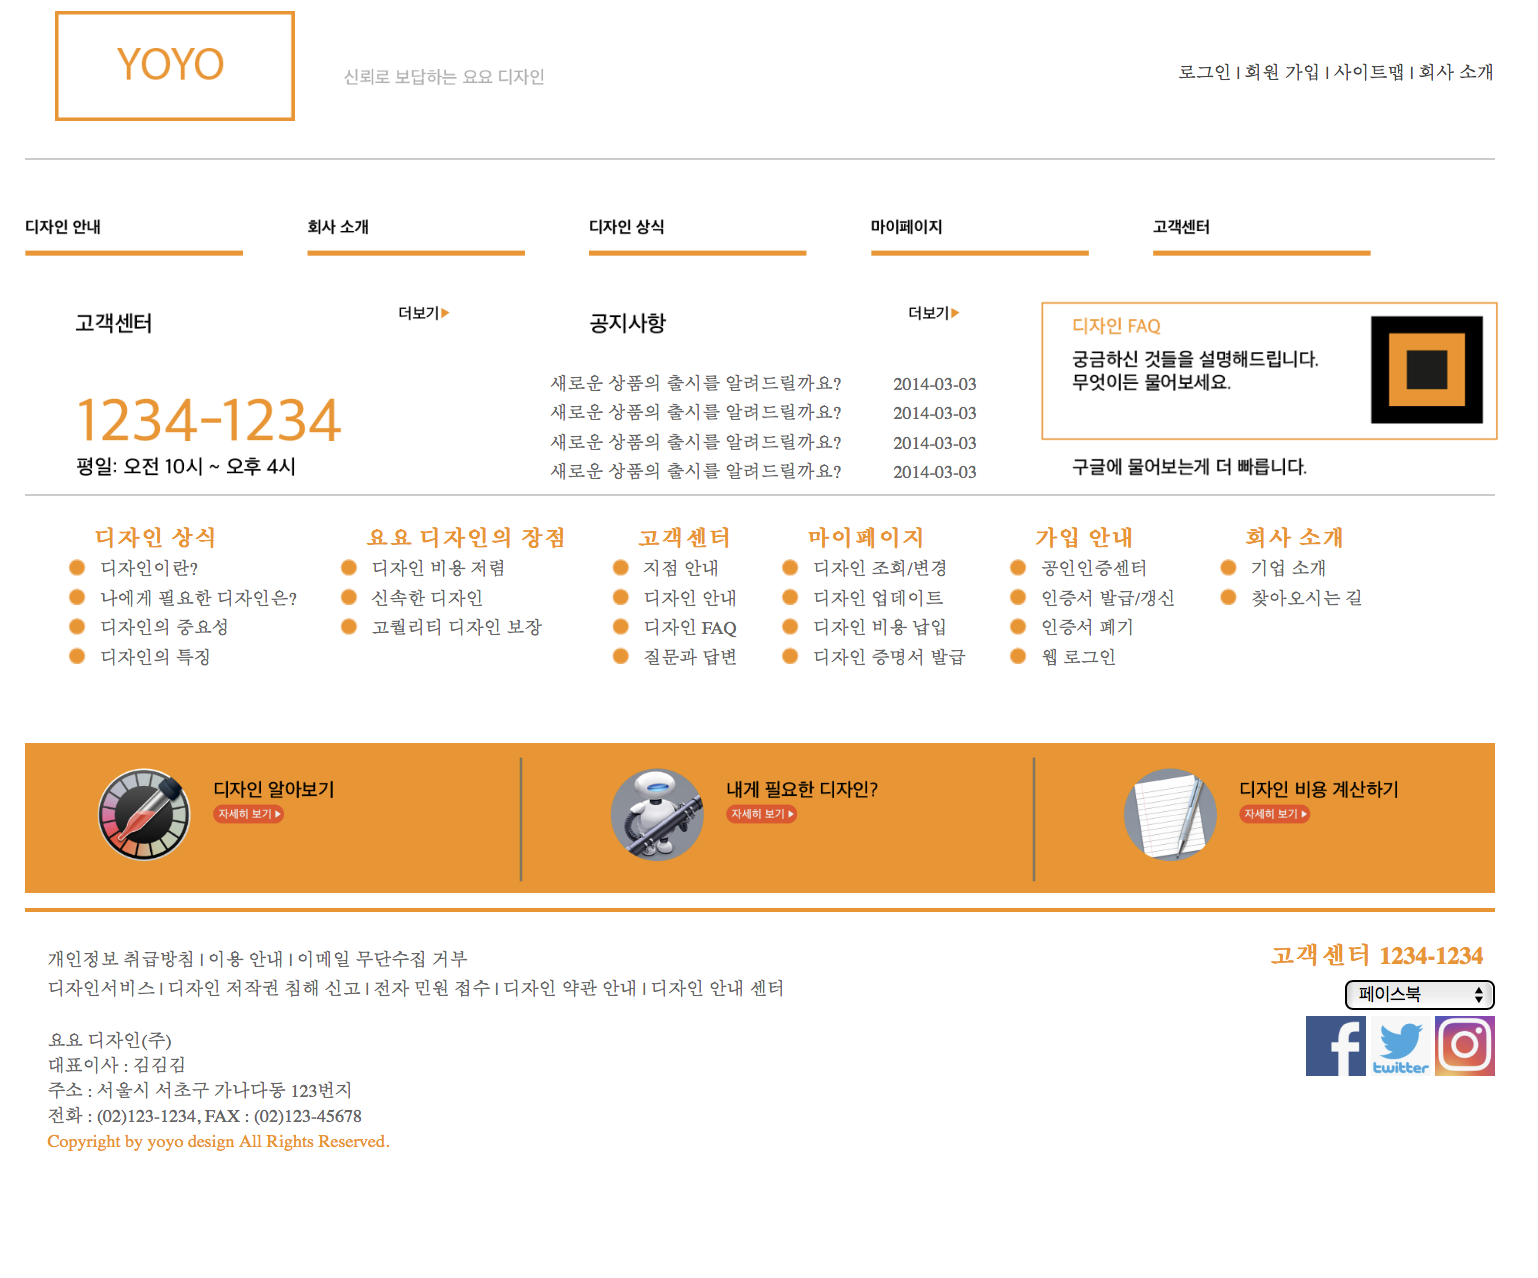 YOYO
신뢰로 보답하는 요요 디자인
로그인 | 회원 가입 | 사이트맵 | 회사 소개
디자인 안내
회사 소개
디자인 상식
마이페이지
고객센터
고객센터
더보기
1234-1234
평일: 오전 10시 ~ 오후 4시
공지사항
더보기
새로운 상품의 출시를 알려드릴까요? 2014-03-03
새로운 상품의 출시를 알려드릴까요? 2014-03-03
새로운 상품의 출시를 알려드릴까요? 2014-03-03
새로운 상품의 출시를 알려드릴까요? 2014-03-03
디자인 FAQ
궁금하신 것들을 설명해드립니다.
무엇이든 물어보세요.
구글에 물어보는게 더 빠릅니다.
디자인 상식
디자인이란?
나에게 필요한 디자인은?
디자인의 중요성
디자인의 특징
요요 디자인의 장점
디자인 비용 저렴
신속한 디자인
고퀄리티 디자인 보장
고객센터
지점 안내
디자인 안내
디자인 FAQ
질문과 답변
마이페이지
디자인 조회/변경
디자인 업데이트
디자인 비용 납입
디자인 증명서 발급
가입 안내
공인인증센터
인증서 발급/갱신
인증서 폐기
웹 로그인
회사 소개
기업 소개
찾아오시는 길
디자인 알아보기
자세히 보기
내게 필요한 디자인?
자세히 보기
디자인 비용 계산하기
자세히 보기
개인정보 취급방침 | 이용 안내 | 이메일 무단수집 거부
디자인서비스 | 디자인 저작권 침해 신고 | 전자 민원 접수 | 디자인 약관 안내 | 디자인 안내 센터
요요 디자인(주)
대표이사 : 김김김
주소 : 서울시 서초구 가나다동 123번지
전화 : (02)123-1234, FAX : (02)123-45678
Copyright by yoyo design All Rights Reserved.
고객센터 1234-1234
페이스북
twitter